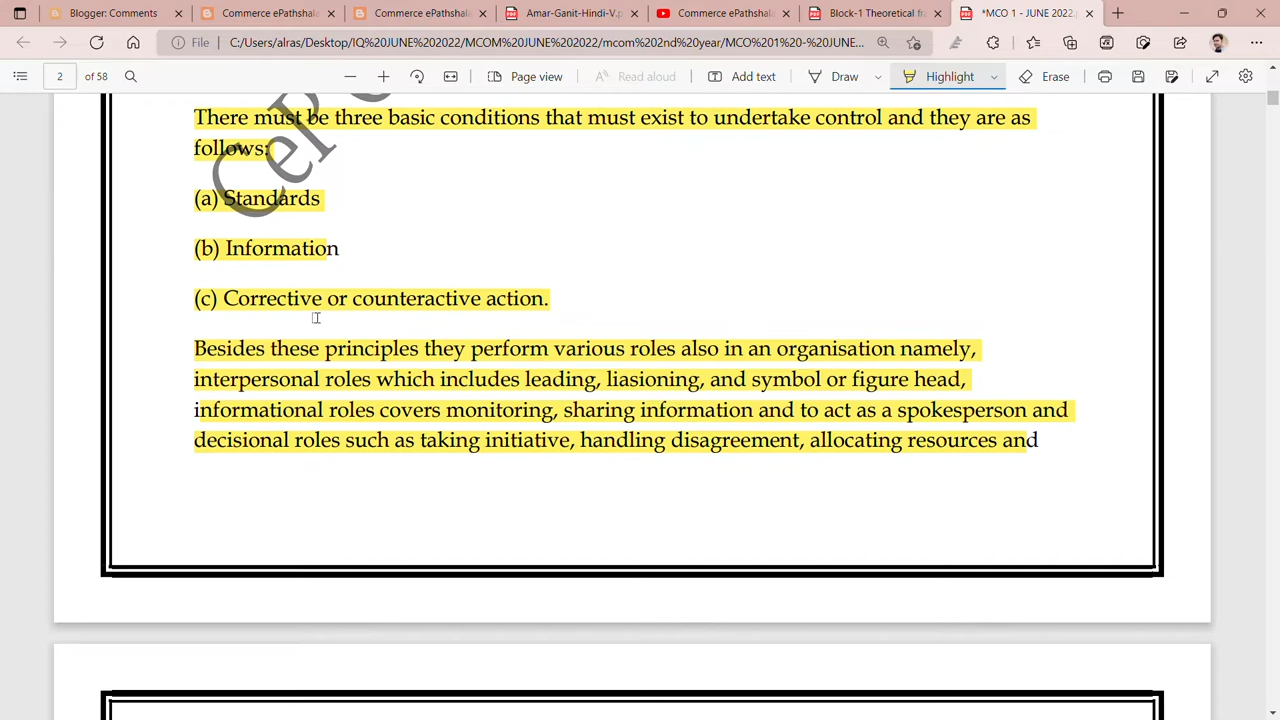 Blogger: Comments
Commerce ePathshal
Commerce ePathshal
Amar-Ganit-Hindi-V.p
Commerce ePathshal
Block-1 Theoretical fra
*MCO 1 - JUNE 2022.p
File C:/Users/alras/Desktop/IQ%20JUNE%202022/MCOM%20JUNE%202022/mcom%202nd%20year/MCO%201%20-%20JUNE...
2 of 58 Page view Read aloud Add text Draw Highlight Erase
There must be three basic conditions that must exist to undertake control and they are as
follows:
(a) Standards
(b) Information
(c) Corrective or counteractive action.
Besides these principles they perform various roles also in an organisation namely,
interpersonal roles which includes leading, liasioning, and symbol or figure head,
informational roles covers monitoring, sharing information and to act as a spokesperson and
decisional roles such as taking initiative, handling disagreement, allocating resources and
CeP